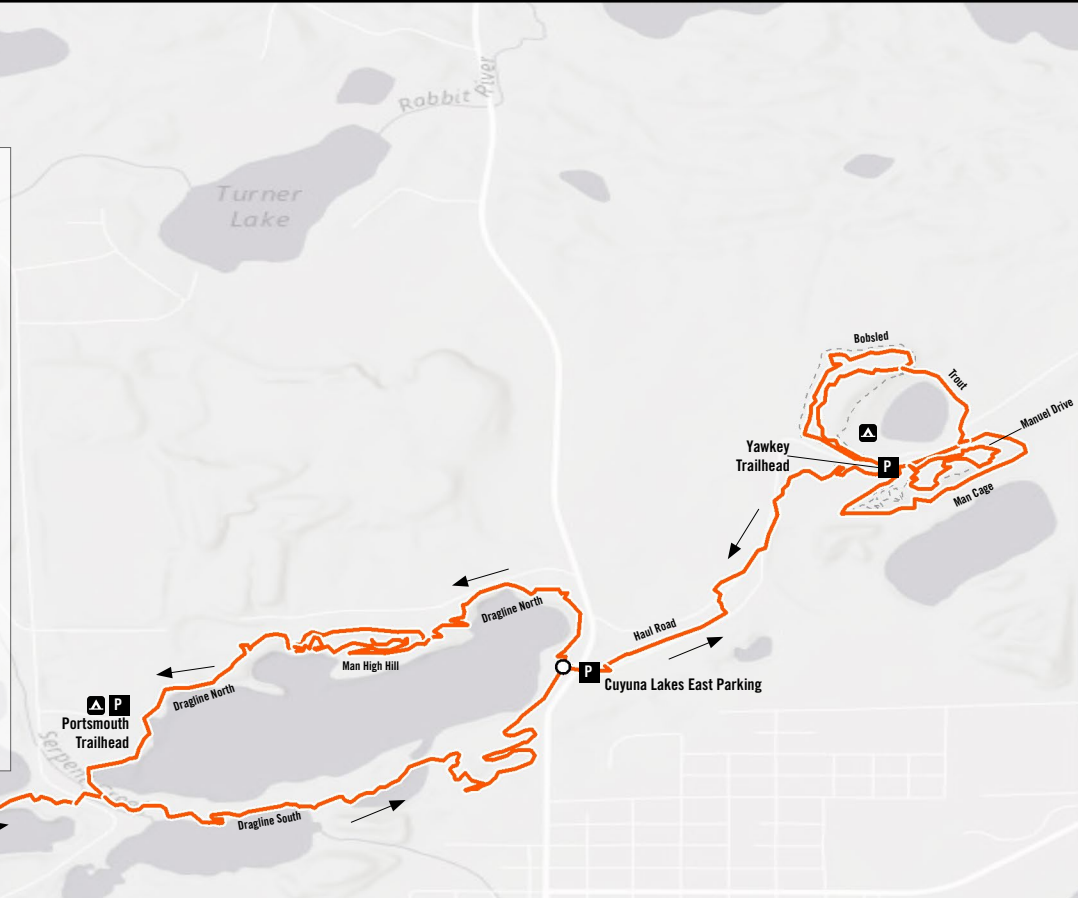 Rabbit River
Turner
Lake
Bobsled
Trout
Manuel Drive
Yawkey
Trailhead
P
Man Cage
Dragline North
Haul Road
Man High Hill
P
Cuyuna Lakes East Parking
Dragline North
P
Portsmouth
Trailhead
Dragline South